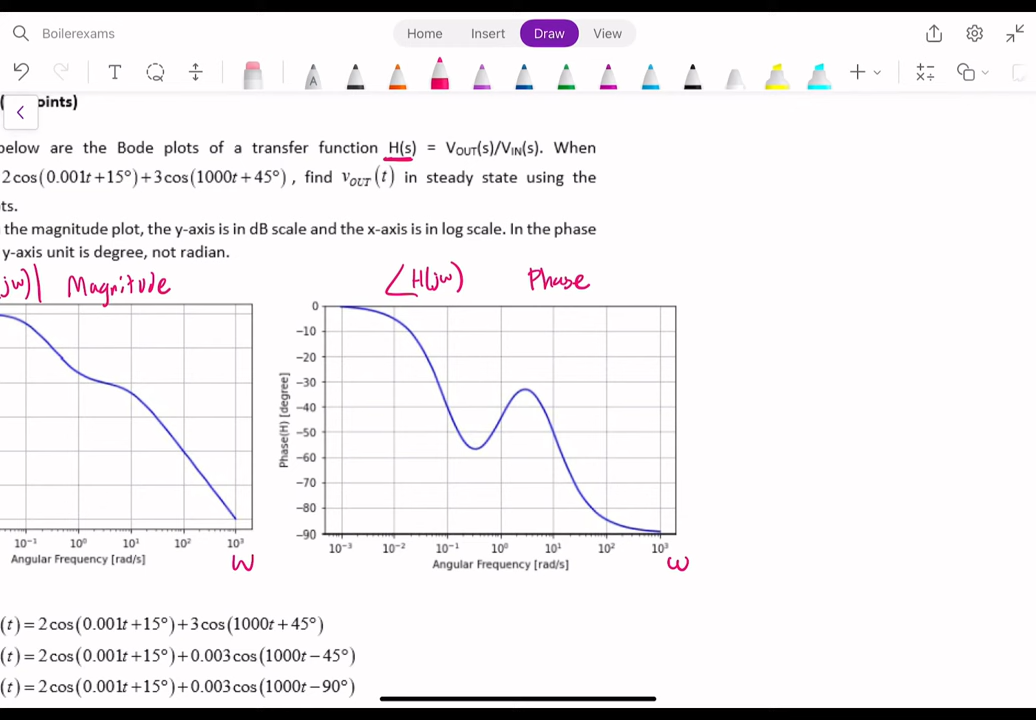 Boilerexams
Home Insert Draw View
T A
oints)
below are the Bode plots of a transfer function H(s) = VOUT(s)/VIN(s). When
2cos(0.001t+15°)+3cos(1000t+45°), find vOUT(t) in steady state using the
ts.
the magnitude plot, the y-axis is in dB scale and the x-axis is in log scale. In the phase
y-axis unit is degree, not radian.
jω)| Magnitude
∠H(jω) Phase
0
−10
−20
−30
−40
−50
−60
−70
−80
−90
Phase(H) [degree]
10⁻¹ 10⁰ 10¹ 10² 10³
Angular Frequency [rad/s]
ω
10⁻³ 10⁻² 10⁻¹ 10⁰ 10¹ 10² 10³
Angular Frequency [rad/s]
ω
(t)=2cos(0.001t+15°)+3cos(1000t+45°)
(t)=2cos(0.001t+15°)+0.003cos(1000t−45°)
(t)=2cos(0.001t+15°)+0.003cos(1000t−90°)